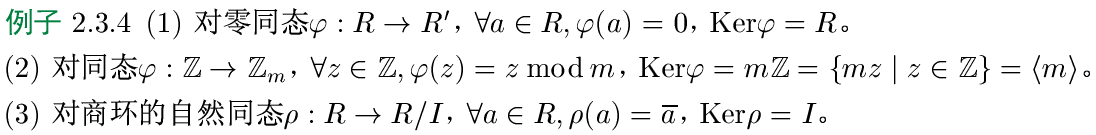 例子 2.3.4 (1) 对零同态φ : R → R′，∀a ∈ R, φ(a) = 0，Kerφ = R。
(2) 对同态φ : ℤ → ℤₘ，∀z ∈ ℤ, φ(z) = z mod m，Kerφ = mℤ = {mz | z ∈ ℤ} = ⟨m⟩。
(3) 对商环的自然同态ρ : R → R/I，∀a ∈ R, ρ(a) = a̅，Kerρ = I。